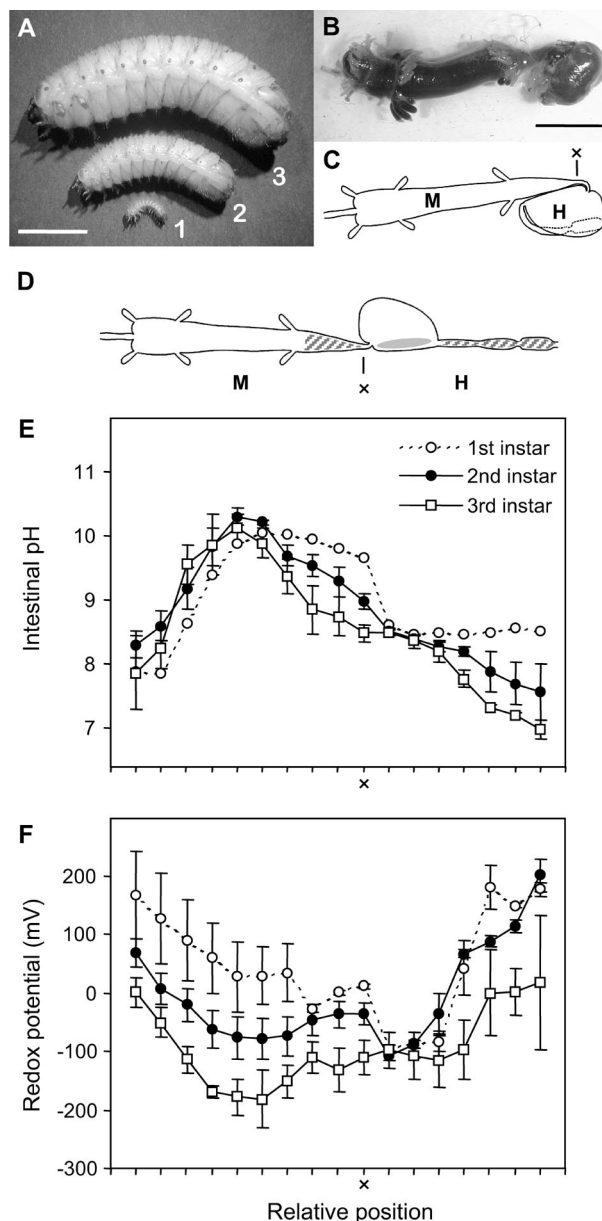 A
1
2
3
B
C
×
M
H
D
M
×
H
E
Intestinal pH
11
10
9
8
7
1st instar
2nd instar
3rd instar
×
F
Redox potential (mV)
200
100
0
-100
-200
-300
×
Relative position